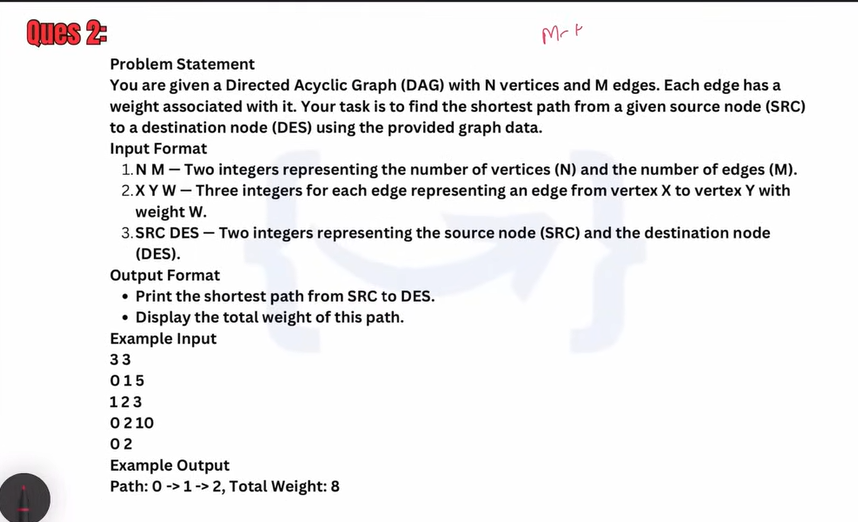 Ques 2:
Problem Statement
You are given a Directed Acyclic Graph (DAG) with N vertices and M edges. Each edge has a
weight associated with it. Your task is to find the shortest path from a given source node (SRC)
to a destination node (DES) using the provided graph data.
Input Format
1. N M — Two integers representing the number of vertices (N) and the number of edges (M).
2. X Y W — Three integers for each edge representing an edge from vertex X to vertex Y with
weight W.
3. SRC DES — Two integers representing the source node (SRC) and the destination node
(DES).
Output Format
• Print the shortest path from SRC to DES.
• Display the total weight of this path.
Example Input
3 3
0 1 5
1 2 3
0 2 10
0 2
Example Output
Path: 0 -> 1 -> 2, Total Weight: 8